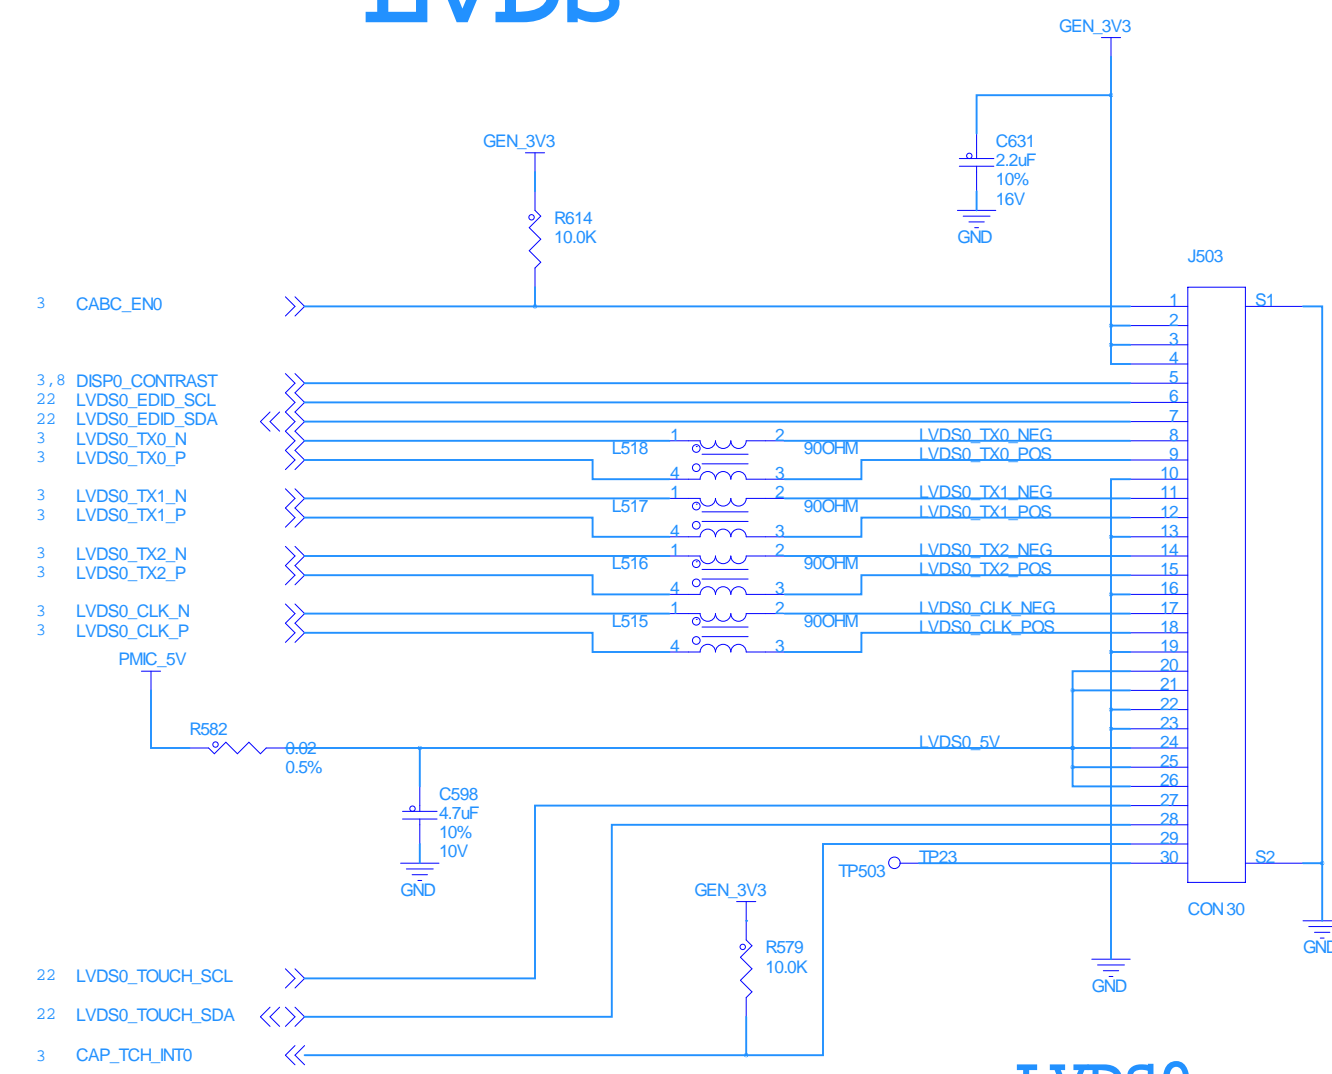 LVDS
GEN_3V3
GEN_3V3
C631
2.2uF
10%
16V
GND
R614
10.0K
J503
3 CABC_EN0
1 S1
2
3
4
3,8 DISP0_CONTRAST 5
22 LVDS0_EDID_SCL 6
22 LVDS0_EDID_SDA 7
3 LVDS0_TX0_N 1 2 LVDS0_TX0_NEG 8
L518 90OHM
3 LVDS0_TX0_P LVDS0_TX0_POS 9
4 3 10
3 LVDS0_TX1_N 1 2 LVDS0_TX1_NEG 11
L517 90OHM
3 LVDS0_TX1_P LVDS0_TX1_POS 12
4 3 13
3 LVDS0_TX2_N 1 2 LVDS0_TX2_NEG 14
L516 90OHM
3 LVDS0_TX2_P LVDS0_TX2_POS 15
4 3 16
3 LVDS0_CLK_N 1 2 LVDS0_CLK_NEG 17
L515 90OHM
3 LVDS0_CLK_P LVDS0_CLK_POS 18
4 3 19
PMIC_5V
20
21
22
R582
23
0.02 LVDS0_5V 24
0.5%
25
26
C598
4.7uF
10%
10V
GND
27
28
29
TP503 TP23 30 S2
GEN_3V3
CON 30
R579
10.0K
GND
GND
22 LVDS0_TOUCH_SCL
22 LVDS0_TOUCH_SDA
3 CAP_TCH_INT0
LVDS0